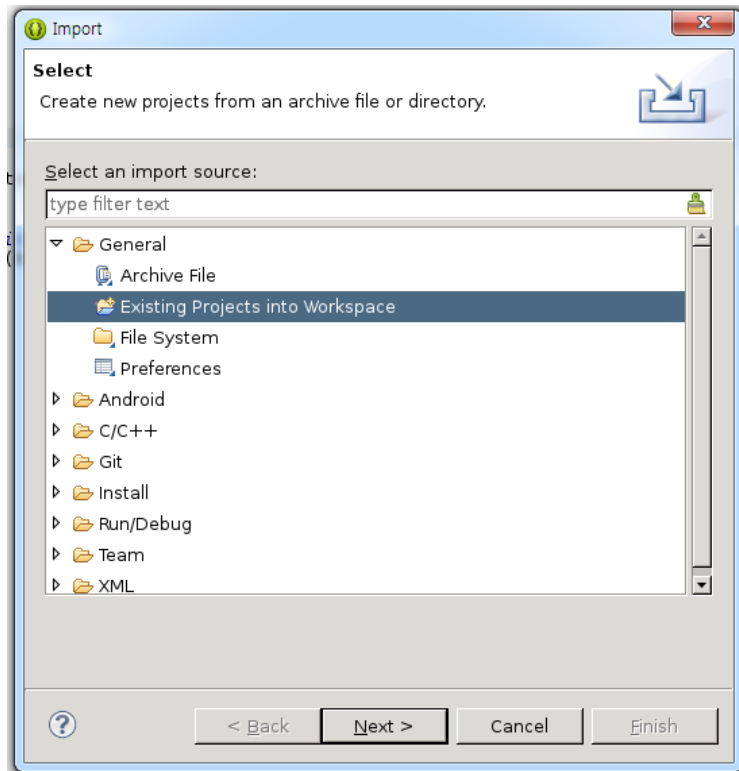 Import
Select
Create new projects from an archive file or directory.
Select an import source:
type filter text
General
Archive File
Existing Projects into Workspace
File System
Preferences
Android
C/C++
Git
Install
Run/Debug
Team
XML
< Back
Next >
Cancel
Finish